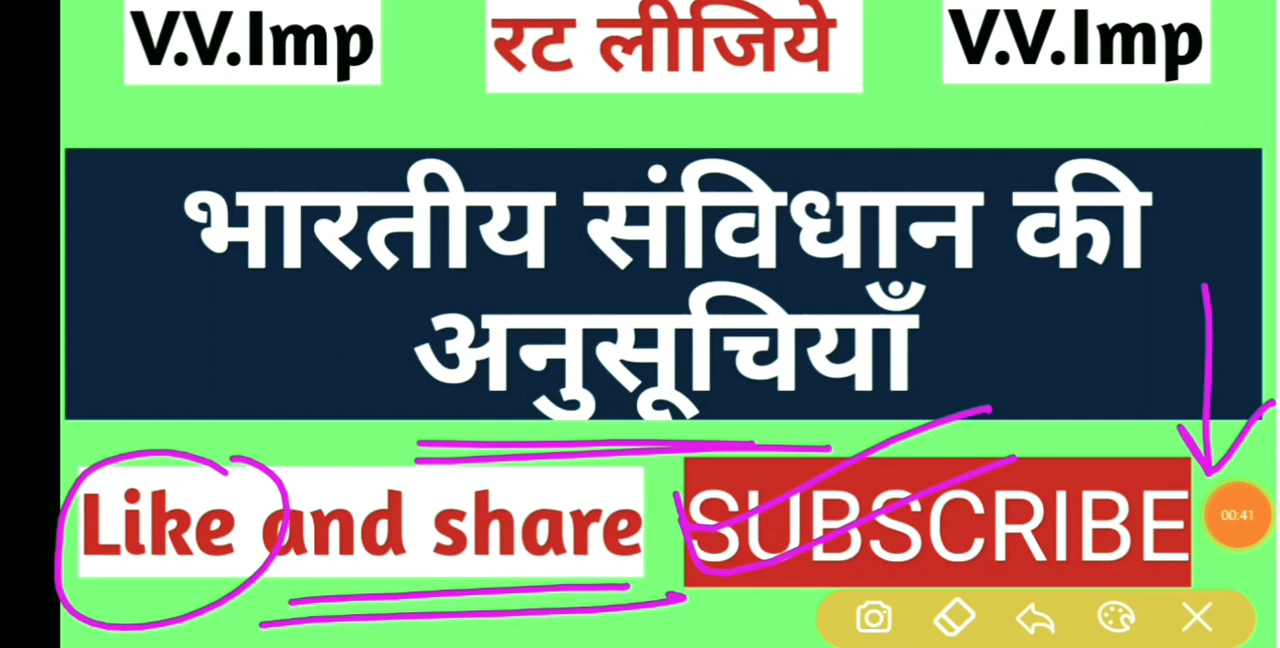 V.V.Imp रट लीजिये V.V.Imp
भारतीय संविधान की
अनुसूचियाँ
Like and share SUBSCRIBE
00:41